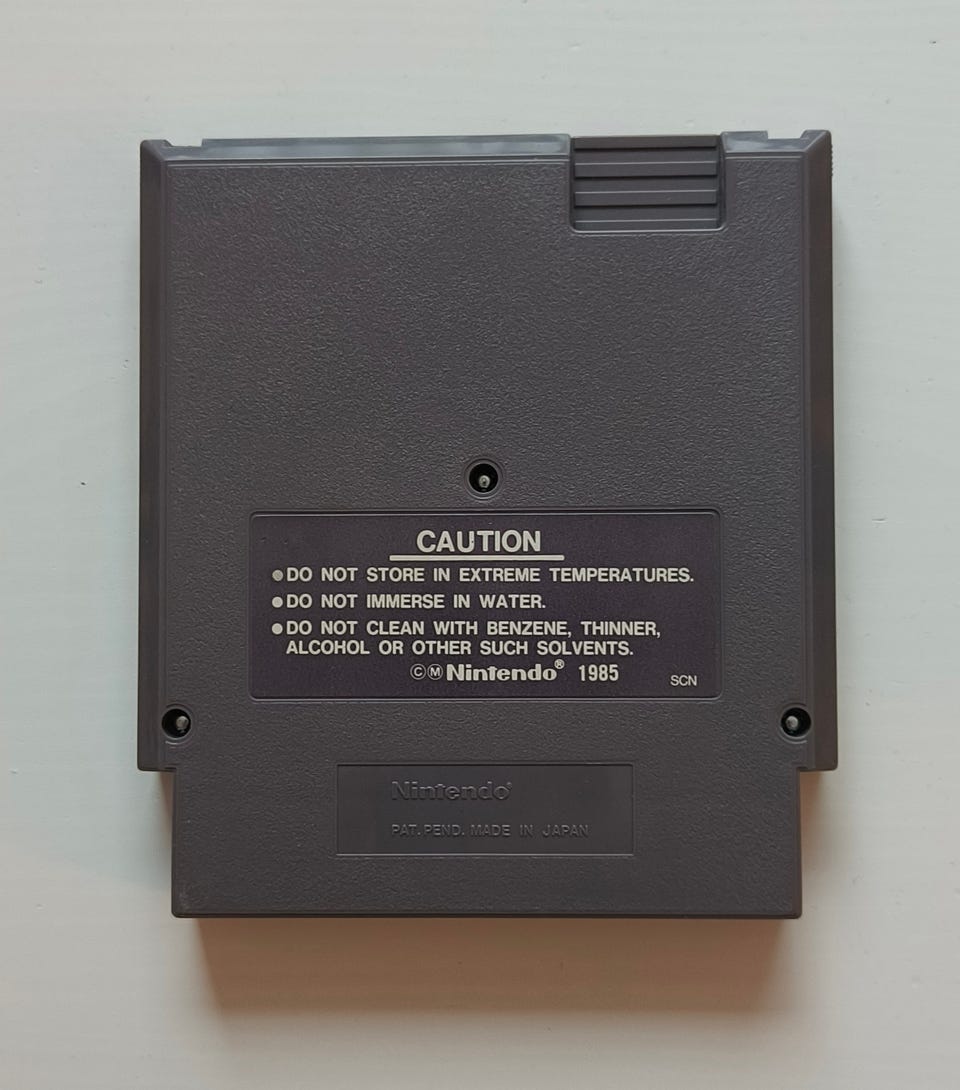 CAUTION
●DO NOT STORE IN EXTREME TEMPERATURES.
●DO NOT IMMERSE IN WATER.
●DO NOT CLEAN WITH BENZENE, THINNER,
ALCOHOL OR OTHER SUCH SOLVENTS.
©Ⓜ Nintendo® 1985
SCN
Nintendo®
PAT. PEND. MADE IN JAPAN